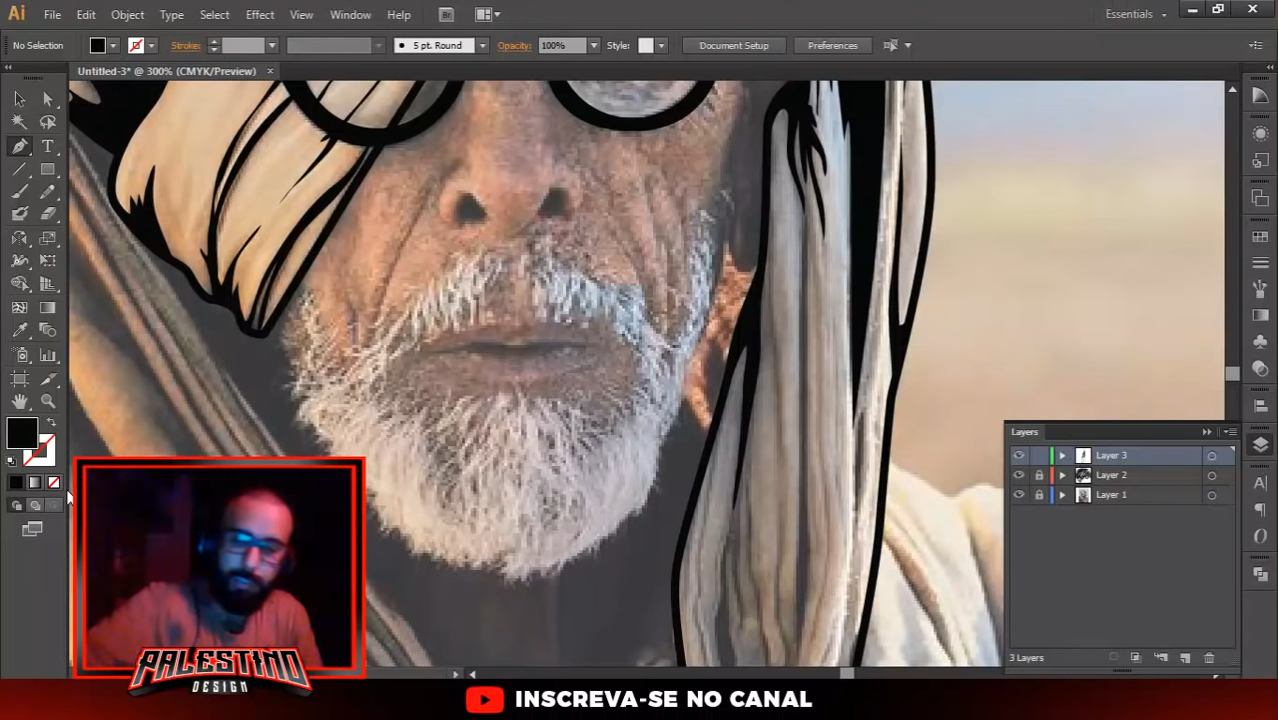 Ai File Edit Object Type Select Effect View Window Help Br Essentials
No Selection Stroke: 5 pt. Round Opacity: 100% Style: Document Setup Preferences
Untitled-3* @ 300% (CMYK/Preview)
Layers
Layer 3
Layer 2
Layer 1
3 Layers
PALESTINO
DESIGN
INSCREVA-SE NO CANAL